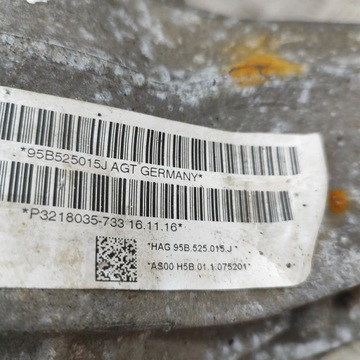 *95B525015J AGT GERMANY*
*P3218035-733 16.11.16*
*HAG 95B.525.015.J *
*AS00 H5B 01.1.075201*